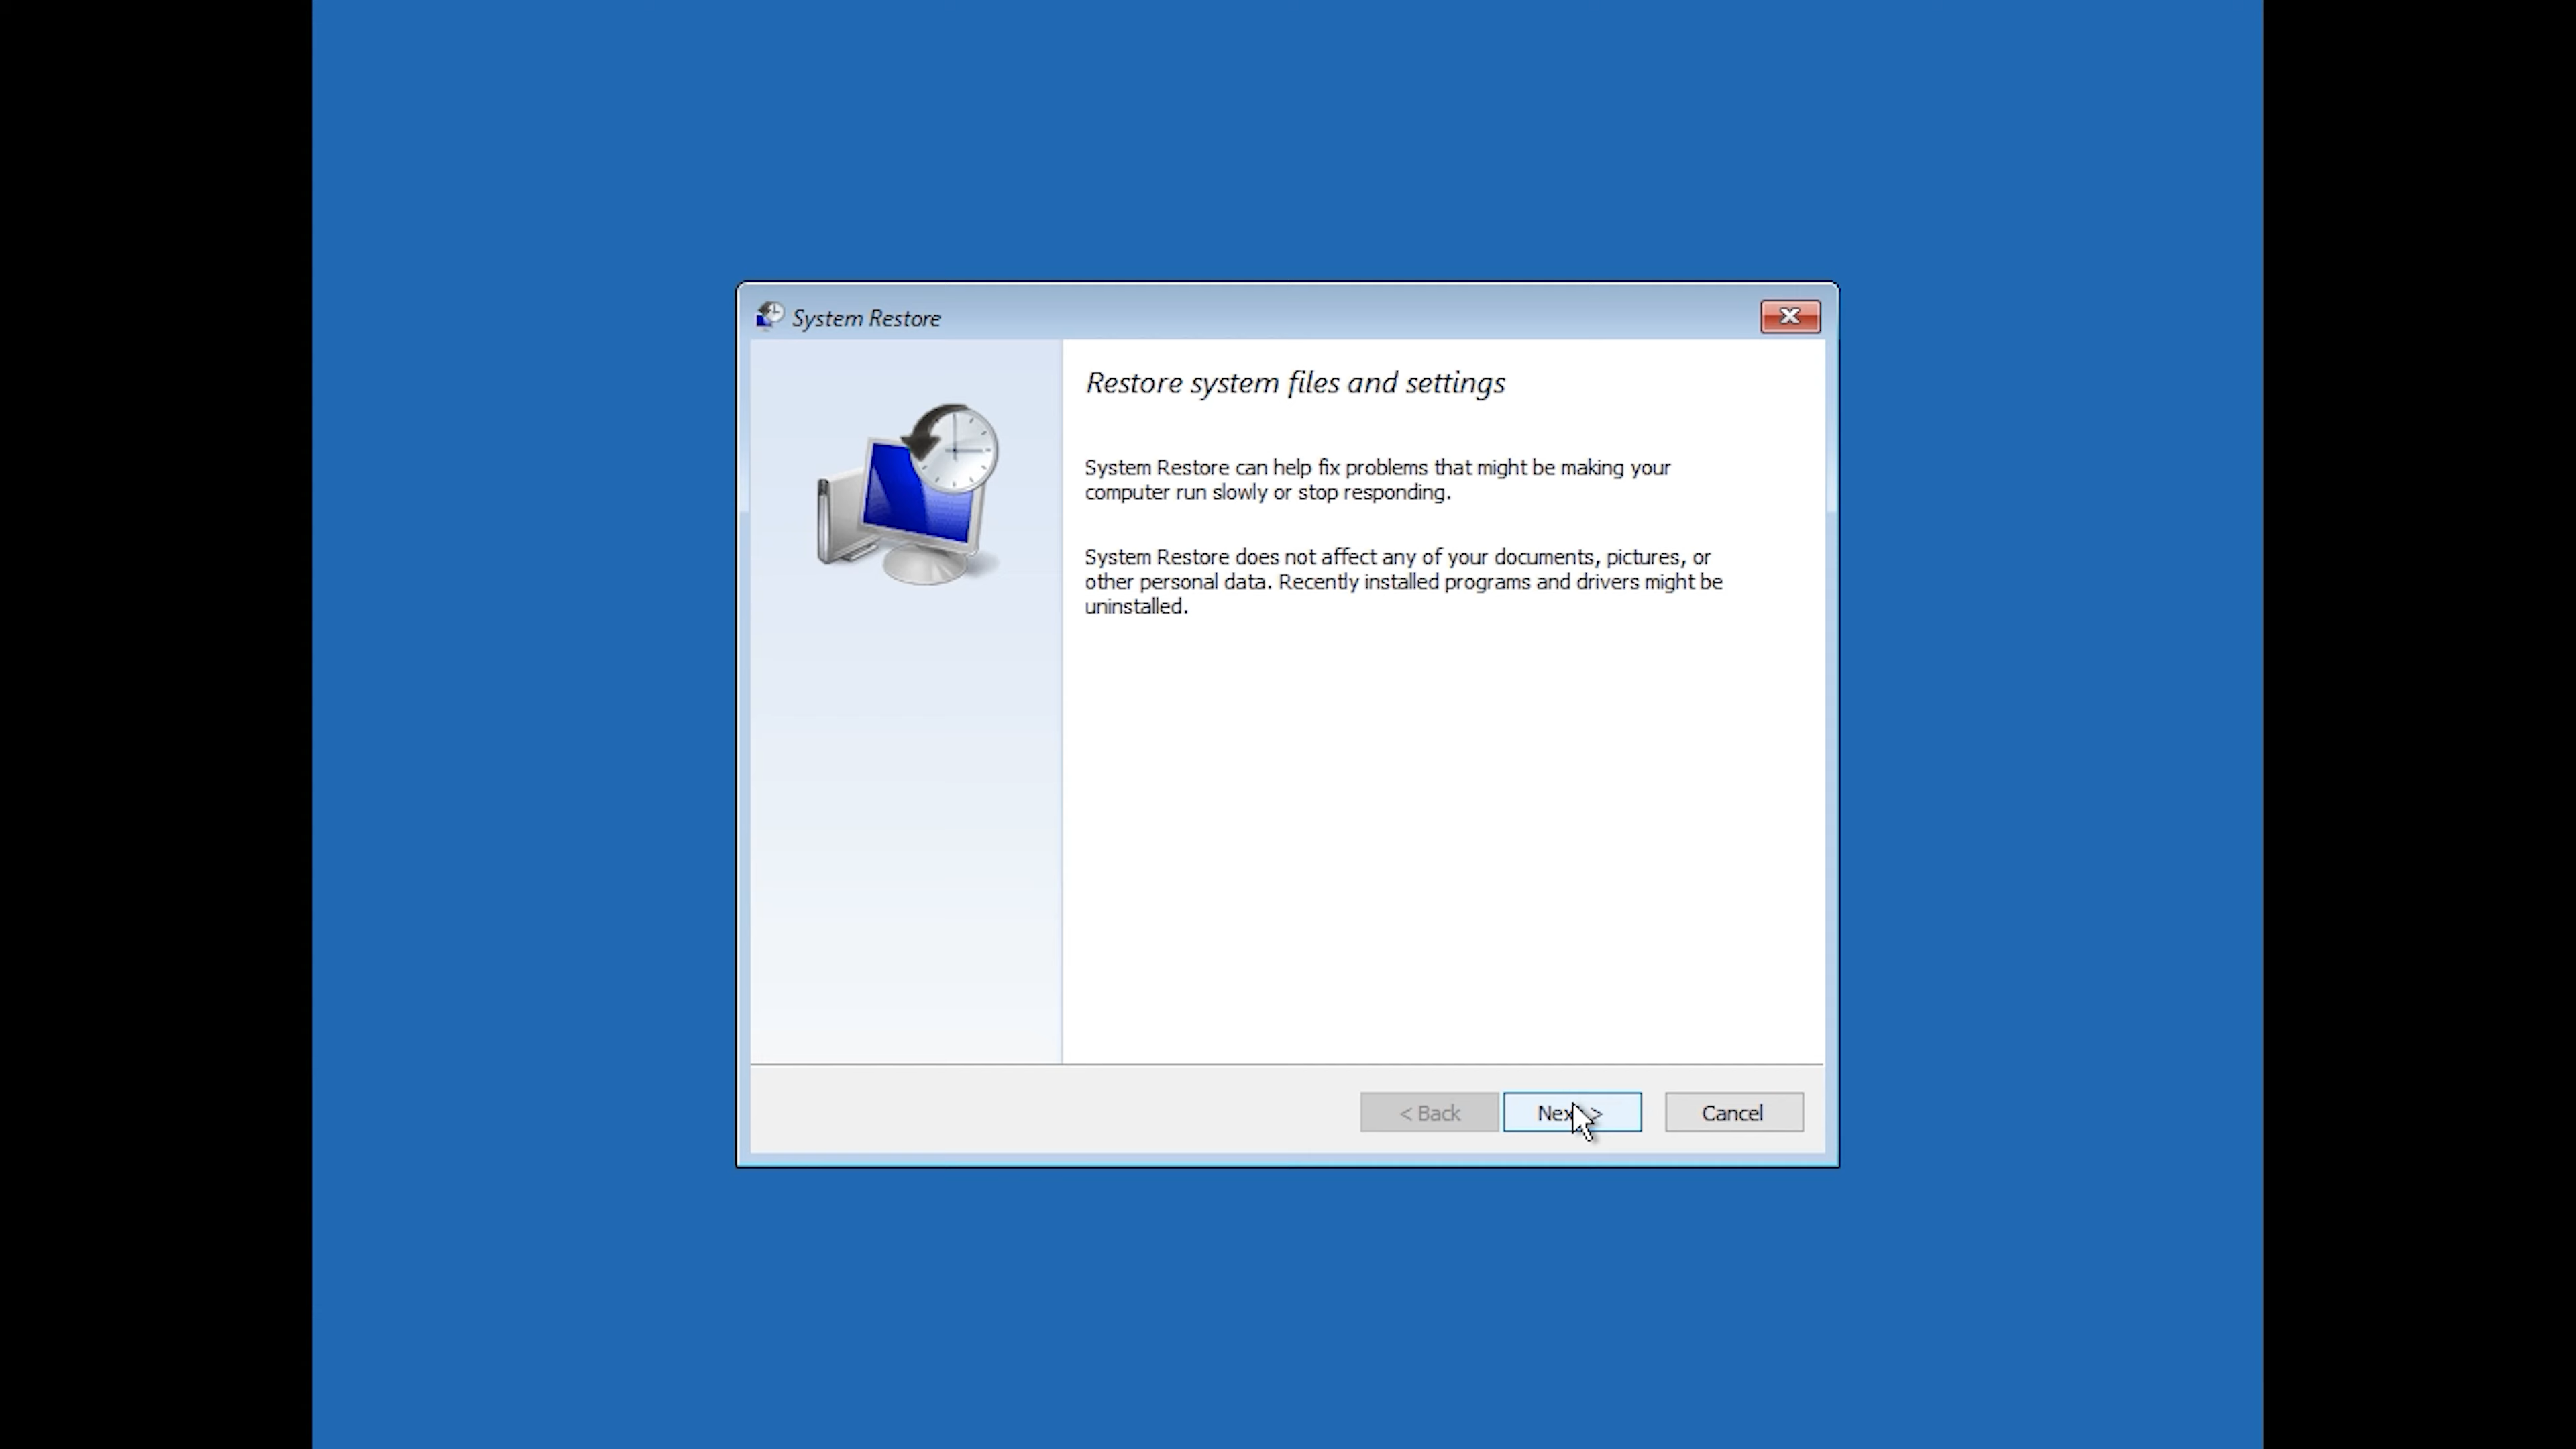 System Restore
Restore system files and settings
System Restore can help fix problems that might be making your
computer run slowly or stop responding.
System Restore does not affect any of your documents, pictures, or
other personal data. Recently installed programs and drivers might be
uninstalled.
< Back
Next >
Cancel